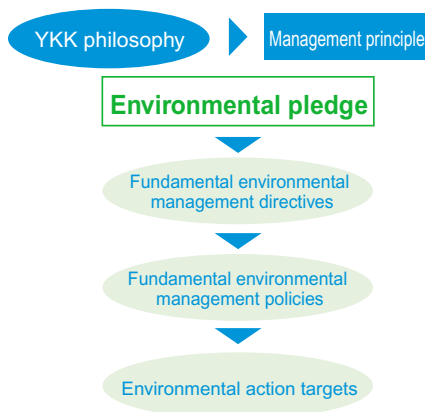 YKK philosophy
Management principle
Environmental pledge
Fundamental environmental
management directives
Fundamental environmental
management policies
Environmental action targets